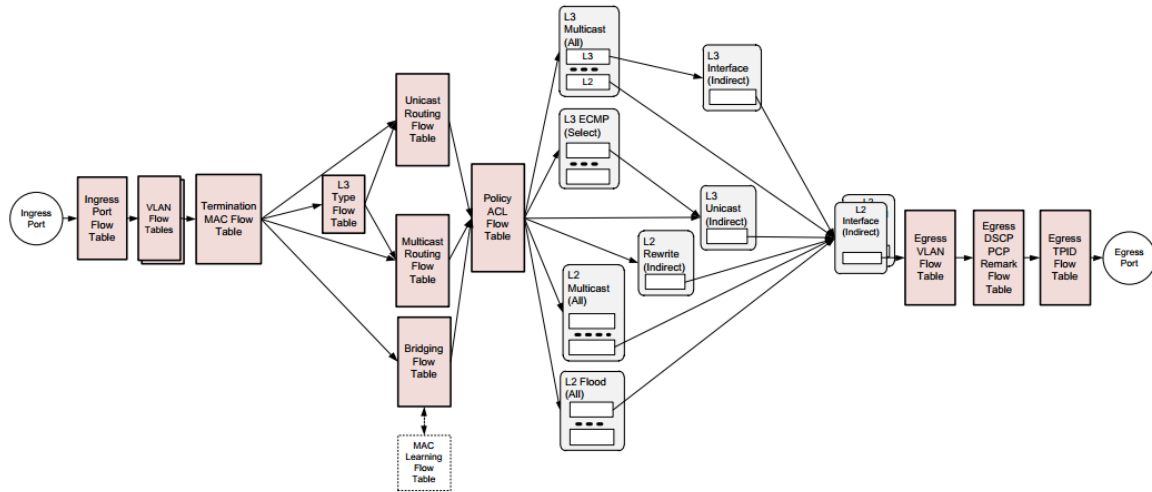 Ingress
Port
Ingress
Port
Flow
Table
VLAN
Flow
Tables
Termination
MAC Flow
Table
L3
Type
Flow
Table
Unicast
Routing
Flow
Table
Multicast
Routing
Flow Table
Bridging
Flow
Table
MAC
Learning
Flow
Table
Policy
ACL
Flow
Table
L3
Multicast
(All)
L3
L2
L3 ECMP
(Select)
L2
Multicast
(All)
L2 Flood
(All)
L3
Interface
(Indirect)
L3
Unicast
(Indirect)
L2
Rewrite
(Indirect)
L2
Interface
(Indirect)
Egress
VLAN
Flow
Table
Egress
DSCP
PCP
Remark
Flow
Table
Egress
TPID
Flow
Table
Egress
Port